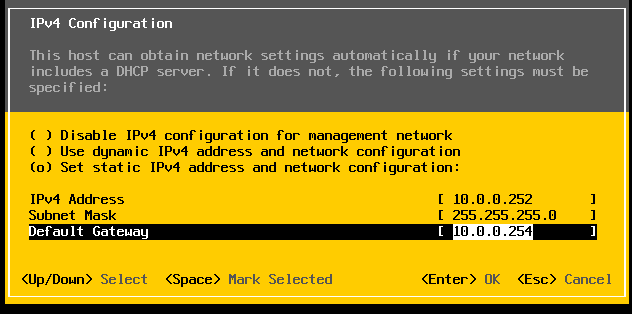 IPv4 Configuration
This host can obtain network settings automatically if your network
includes a DHCP server. If it does not, the following settings must be
specified:
( ) Disable IPv4 configuration for management network
( ) Use dynamic IPv4 address and network configuration
(o) Set static IPv4 address and network configuration:
IPv4 Address [ 10.0.0.252 ]
Subnet Mask [ 255.255.255.0 ]
Default Gateway [ 10.0.0.254 ]
<Up/Down> Select <Space> Mark Selected <Enter> OK <Esc> Cancel